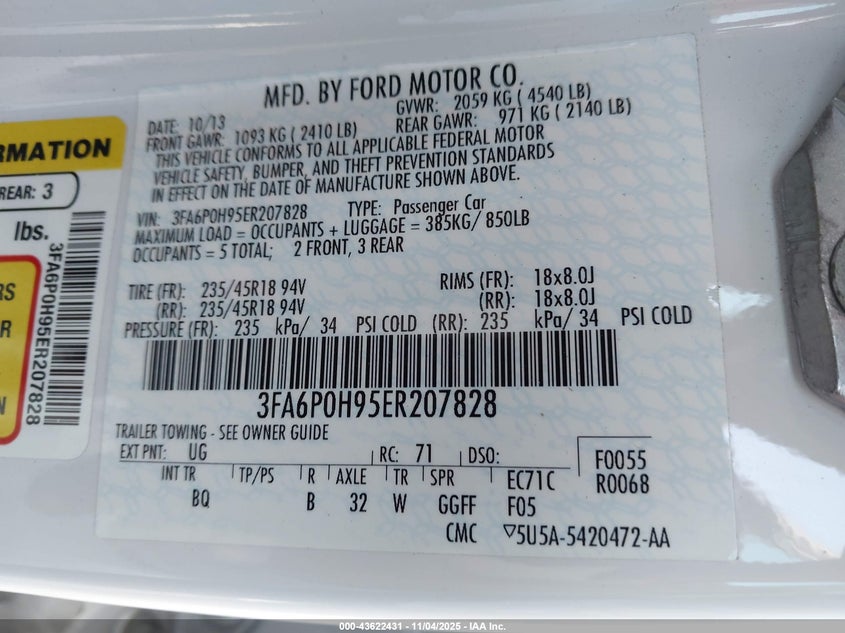 MFD. BY FORD MOTOR CO.
DATE: 10/13 GVWR: 2059 KG ( 4540 LB)
FRONT GAWR: 1093 KG ( 2410 LB) REAR GAWR: 971 KG ( 2140 LB)
THIS VEHICLE CONFORMS TO ALL APPLICABLE FEDERAL MOTOR
VEHICLE SAFETY, BUMPER, AND THEFT PREVENTION STANDARDS
IN EFFECT ON THE DATE OF MANUFACTURE SHOWN ABOVE.
VIN: 3FA6P0H95ER207828 TYPE: Passenger Car
MAXIMUM LOAD = OCCUPANTS + LUGGAGE = 385KG/ 850LB
OCCUPANTS = 5 TOTAL; 2 FRONT, 3 REAR
TIRE (FR): 235/45R18 94V RIMS (FR): 18x8.0J
(RR): 235/45R18 94V (RR): 18x8.0J
PRESSURE (FR): 235 kPa/ 34 PSI COLD (RR): 235 kPa/ 34 PSI COLD
3FA6P0H95ER207828
TRAILER TOWING - SEE OWNER GUIDE
EXT PNT: UG RC: 71 DSO: F0055
INT TR TP/PS R AXLE TR SPR EC71C R0068
BQ B 32 W GGFF F05
CMC 5U5A-5420472-AA
RMATION
REAR: 3
lbs.
3FA6P0H95ER207828
RS
R
N
000-43622431 - 11/04/2025 - IAA Inc.